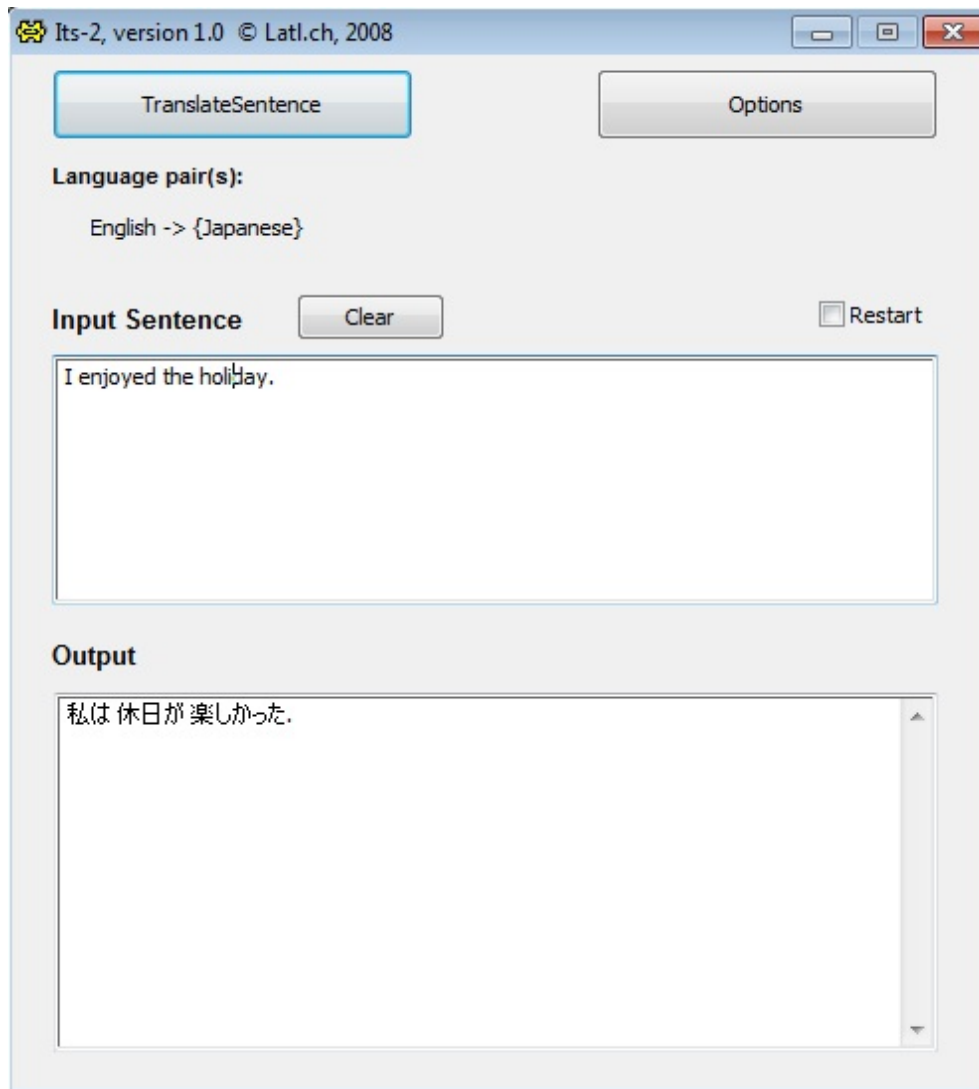 Its-2, version 1.0 © Latl.ch, 2008
TranslateSentence
Options
Language pair(s):
English -> {Japanese}
Input Sentence
Clear
Restart
I enjoyed the holiday.
Output
私は 休日が 楽しかった.